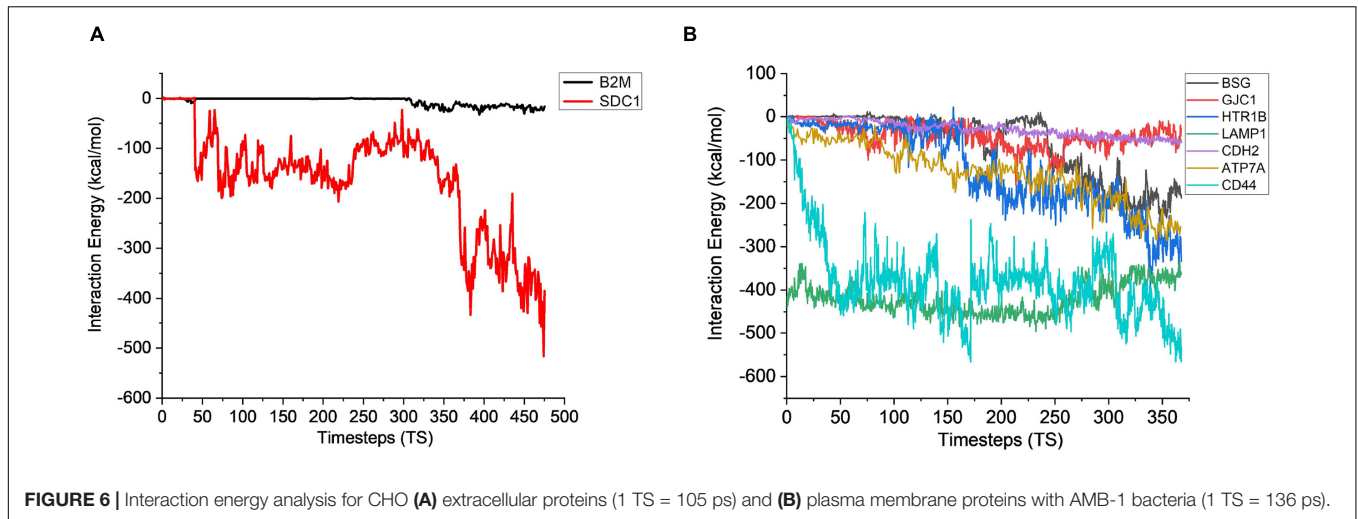 A
B2M
SDC1
0
-100
-200
-300
-400
-500
-600
Interaction Energy (kcal/mol)
0 50 100 150 200 250 300 350 400 450 500
Timesteps (TS)
B
BSG
GJC1
HTR1B
LAMP1
CDH2
ATP7A
CD44
100
0
-100
-200
-300
-400
-500
-600
Interaction Energy (kcal/mol)
0 50 100 150 200 250 300 350
Timesteps (TS)
FIGURE 6 | Interaction energy analysis for CHO (A) extracellular proteins (1 TS = 105 ps) and (B) plasma membrane proteins with AMB-1 bacteria (1 TS = 136 ps).